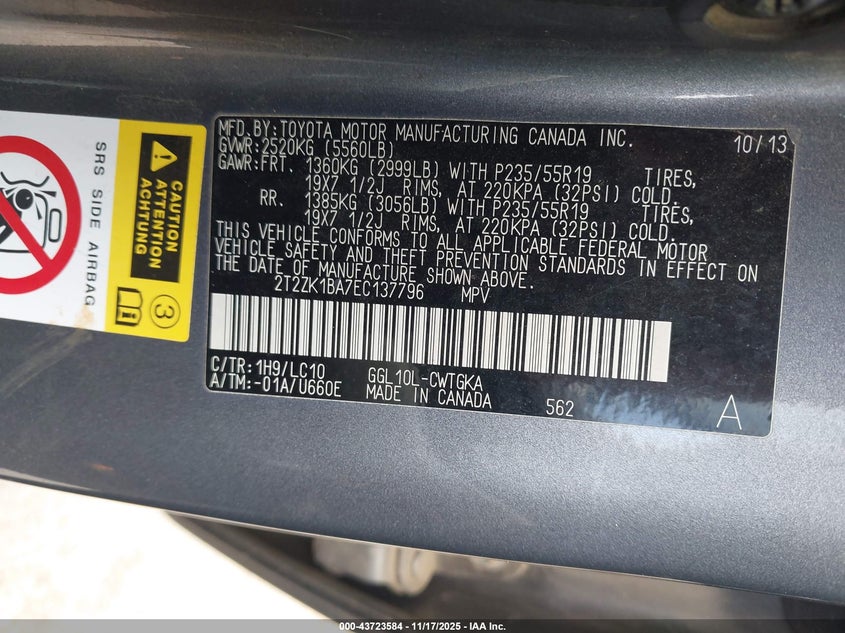 MFD.BY:TOYOTA MOTOR MANUFACTURING CANADA INC. 10/13
GVWR:2520KG (5560LB)
GAWR:FRT. 1360KG (2999LB) WITH P235/55R19 TIRES,
19X7 1/2J RIMS, AT 220KPA (32PSI) COLD.
RR. 1385KG (3056LB) WITH P235/55R19 TIRES,
19X7 1/2J RIMS, AT 220KPA (32PSI) COLD.
THIS VEHICLE CONFORMS TO ALL APPLICABLE FEDERAL MOTOR
VEHICLE SAFETY AND THEFT PREVENTION STANDARDS IN EFFECT ON
THE DATE OF MANUFACTURE SHOWN ABOVE.
2T2ZK1BA7EC137796 MPV
C/TR:1H9/LC10 GGL10L-CWTGKA
A/TM:-01A/U660E MADE IN CANADA 562 A
SRS SIDE AIRBAG
CAUTION
ATTENTION
ACHTUNG
3
000-43723584 - 11/17/2025 - IAA Inc.